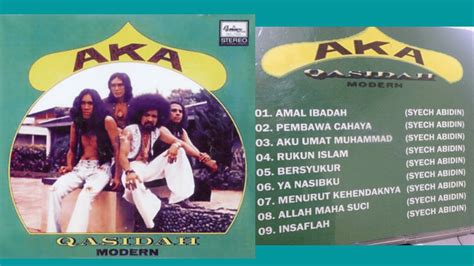 STEREO
AKA
QASIDAH
MODERN
AKA
QASIDAH
MODERN
01. AMAL IBADAH (SYECH ABIDIN)
02. PEMBAWA CAHAYA (SYECH ABIDIN)
03. AKU UMAT MUHAMMAD (SYECH ABIDIN)
04. RUKUN ISLAM (SYECH ABIDIN)
05. BERSYUKUR (SYECH ABIDIN)
06. YA NASIBKU (SYECH ABIDIN)
07. MENURUT KEHENDAKNYA (SYECH ABIDIN)
08. ALLAH MAHA SUCI (SYECH ABIDIN)
09. INSAFLAH (SYECH ABIDIN)